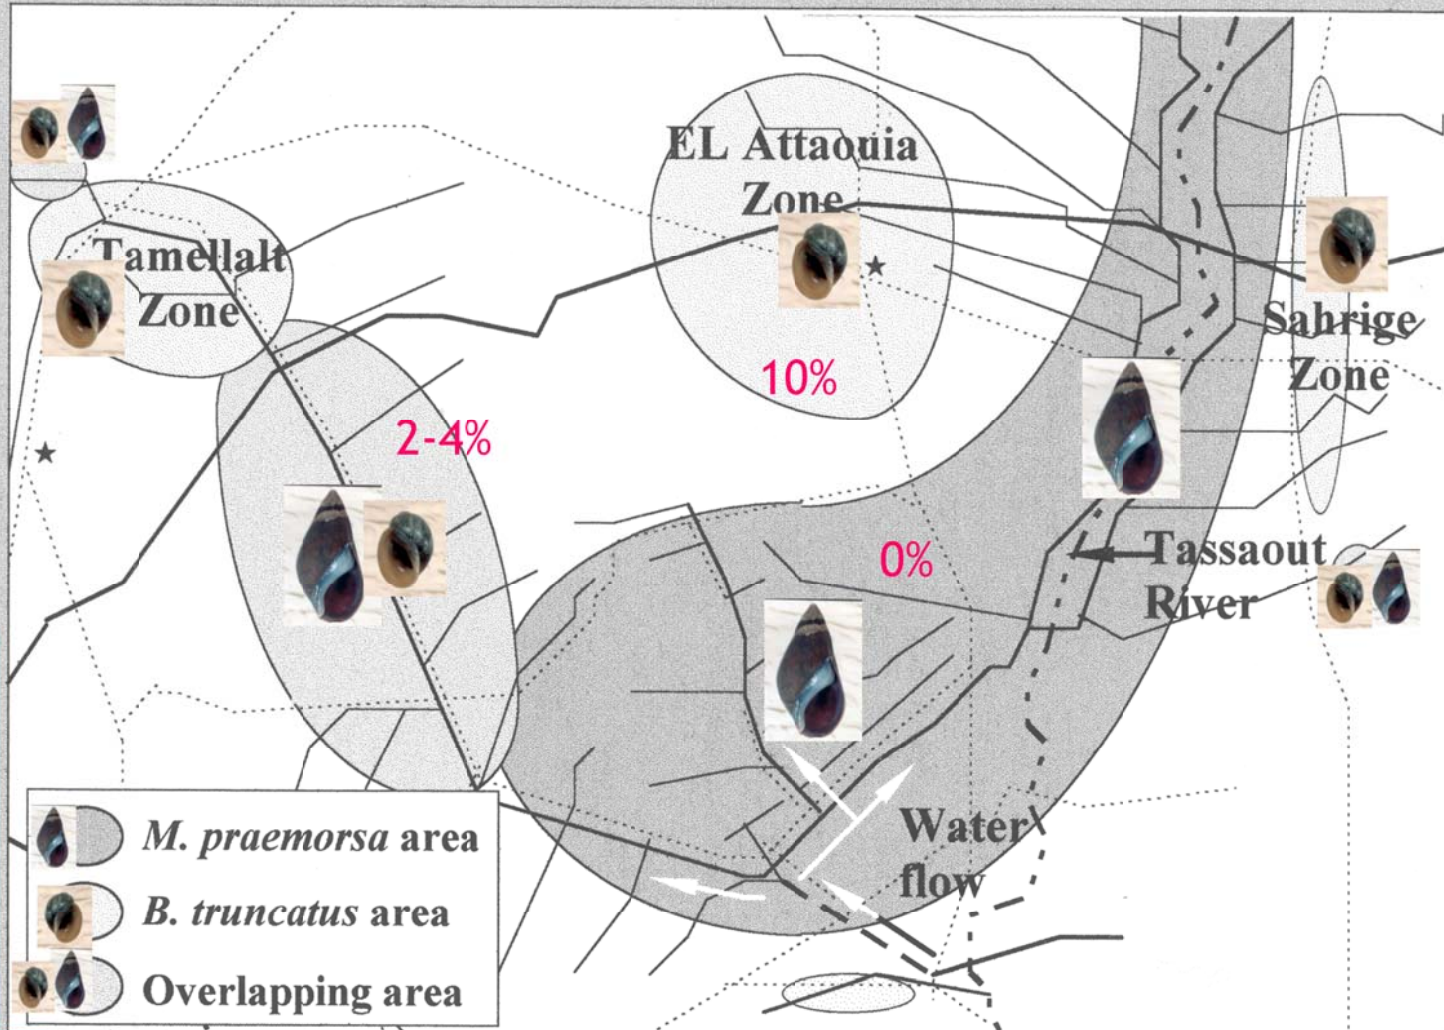 EL Attaouia
Zone
Tamellalt
Zone
Sahrige
Zone
10%
2-4%
0%
Tassaout
River
Water
flow
M. praemorsa area
B. truncatus area
Overlapping area